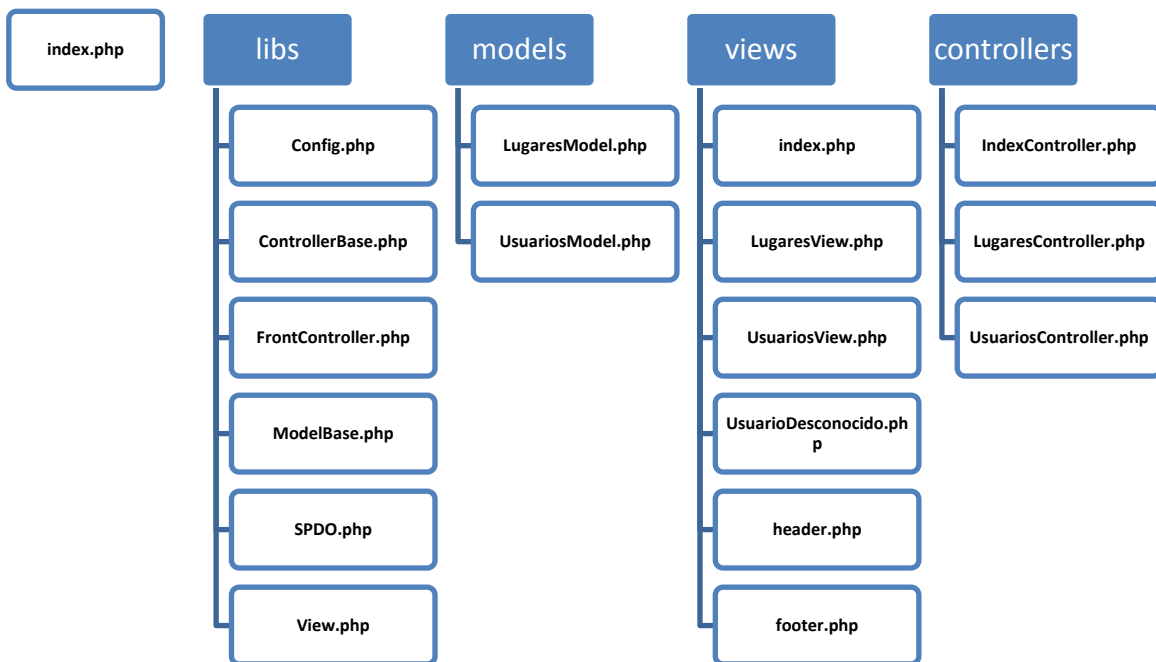 index.php
libs
models
views
controllers
Config.php
LugaresModel.php
index.php
IndexController.php
ControllerBase.php
UsuariosModel.php
LugaresView.php
LugaresController.php
FrontController.php
UsuariosView.php
UsuariosController.php
ModelBase.php
UsuarioDesconocido.ph
p
SPDO.php
header.php
View.php
footer.php